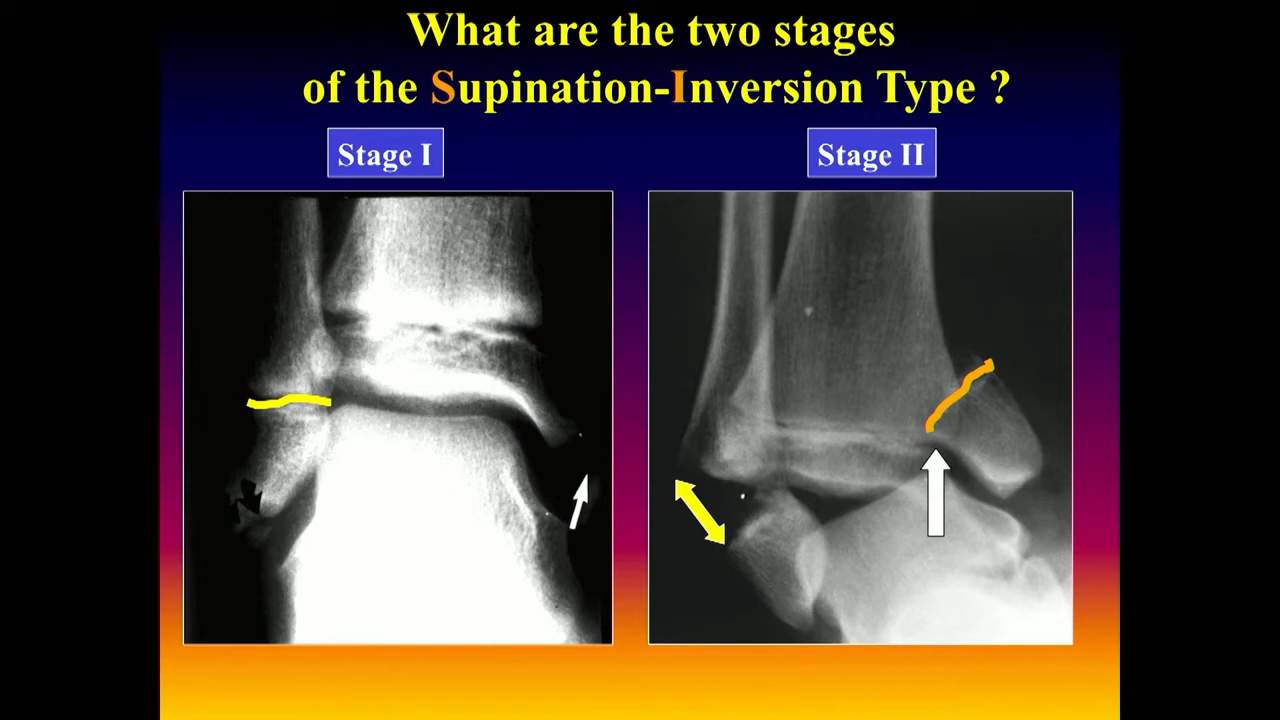 What are the two stages
of the Supination-Inversion Type ?
Stage I
Stage II